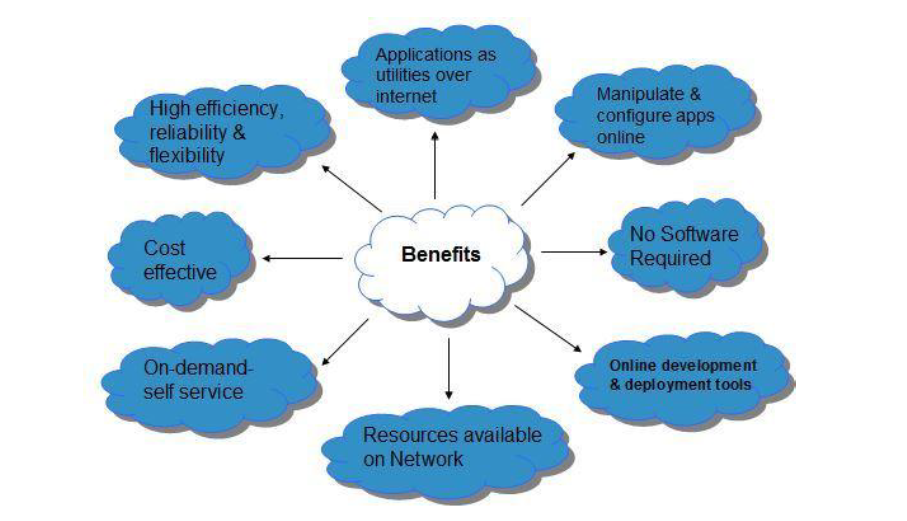 Applications as
utilities over
internet
High efficiency,
reliability &
flexibility
Manipulate &
configure apps
online
Benefits
Cost
effective
No Software
Required
On-demand-
self service
Online development
& deployment tools
Resources available
on Network